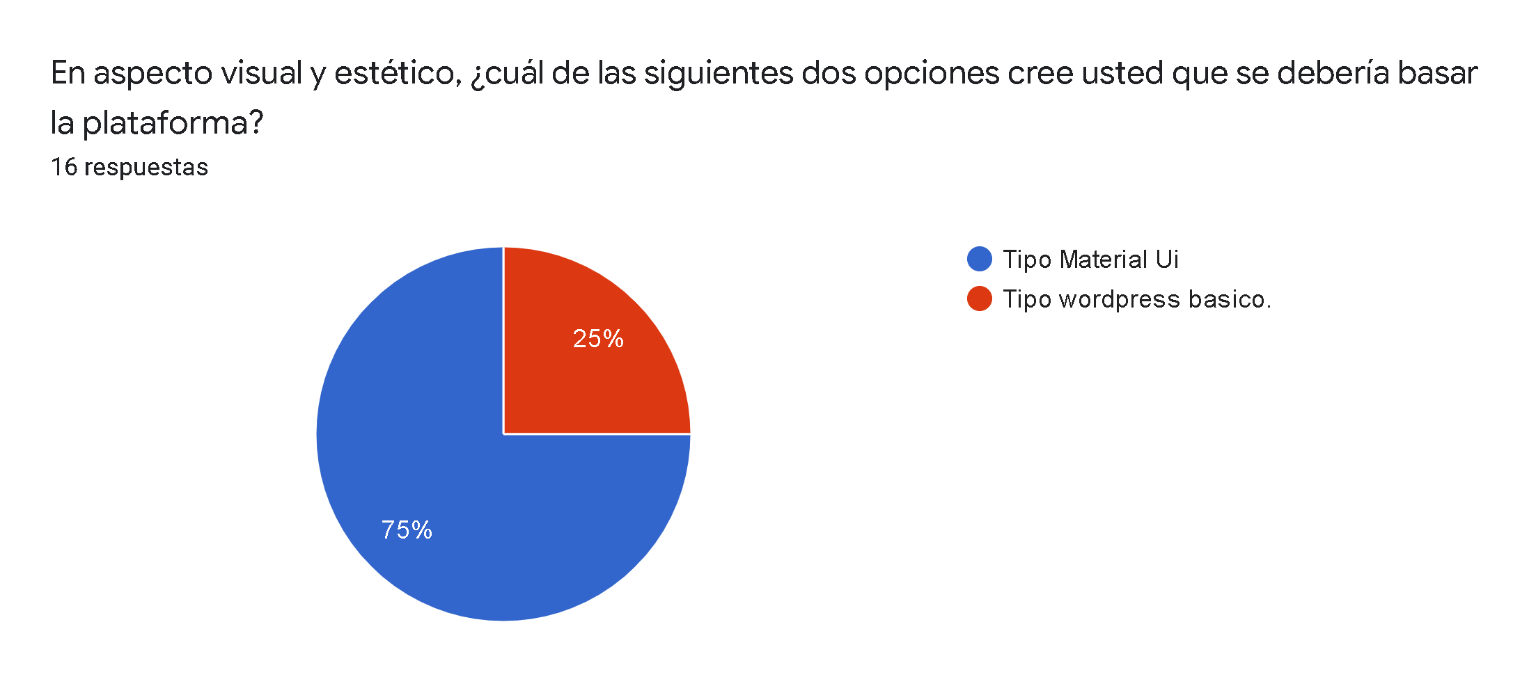 En aspecto visual y estético, ¿cuál de las siguientes dos opciones cree usted que se debería basar
la plataforma?
16 respuestas
Tipo Material Ui
Tipo wordpress basico.
25%
75%